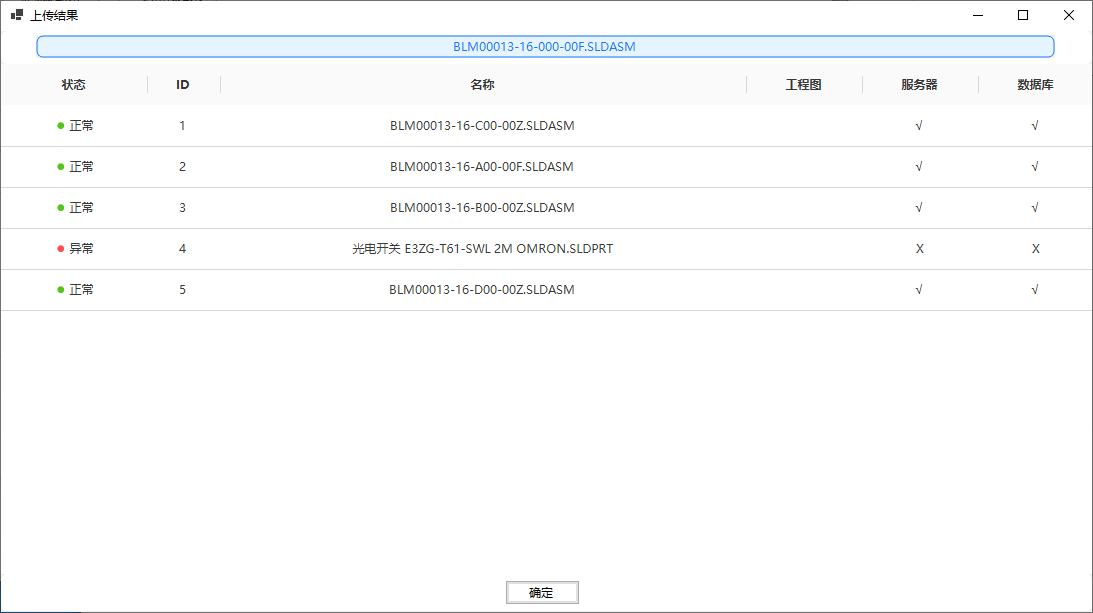 上传结果
BLM00013-16-000-00F.SLDASM
状态 ID 名称 工程图 服务器 数据库
正常 1 BLM00013-16-C00-00Z.SLDASM √ √
正常 2 BLM00013-16-A00-00F.SLDASM √ √
正常 3 BLM00013-16-B00-00Z.SLDASM √ √
异常 4 光电开关 E3ZG-T61-SWL 2M OMRON.SLDPRT X X
正常 5 BLM00013-16-D00-00Z.SLDASM √ √
确定